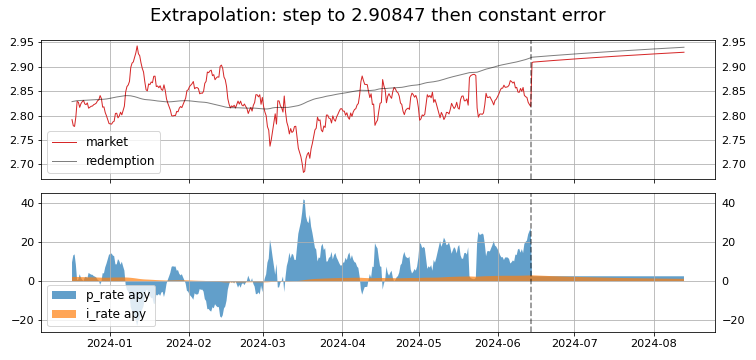 Extrapolation: step to 2.90847 then constant error
2.95 2.95
2.90 2.90
2.85 2.85
2.80 2.80
2.75 2.75
2.70 2.70
market
redemption
40 40
20 20
0 0
−20 −20
p_rate apy
i_rate apy
2024-01 2024-02 2024-03 2024-04 2024-05 2024-06 2024-07 2024-08